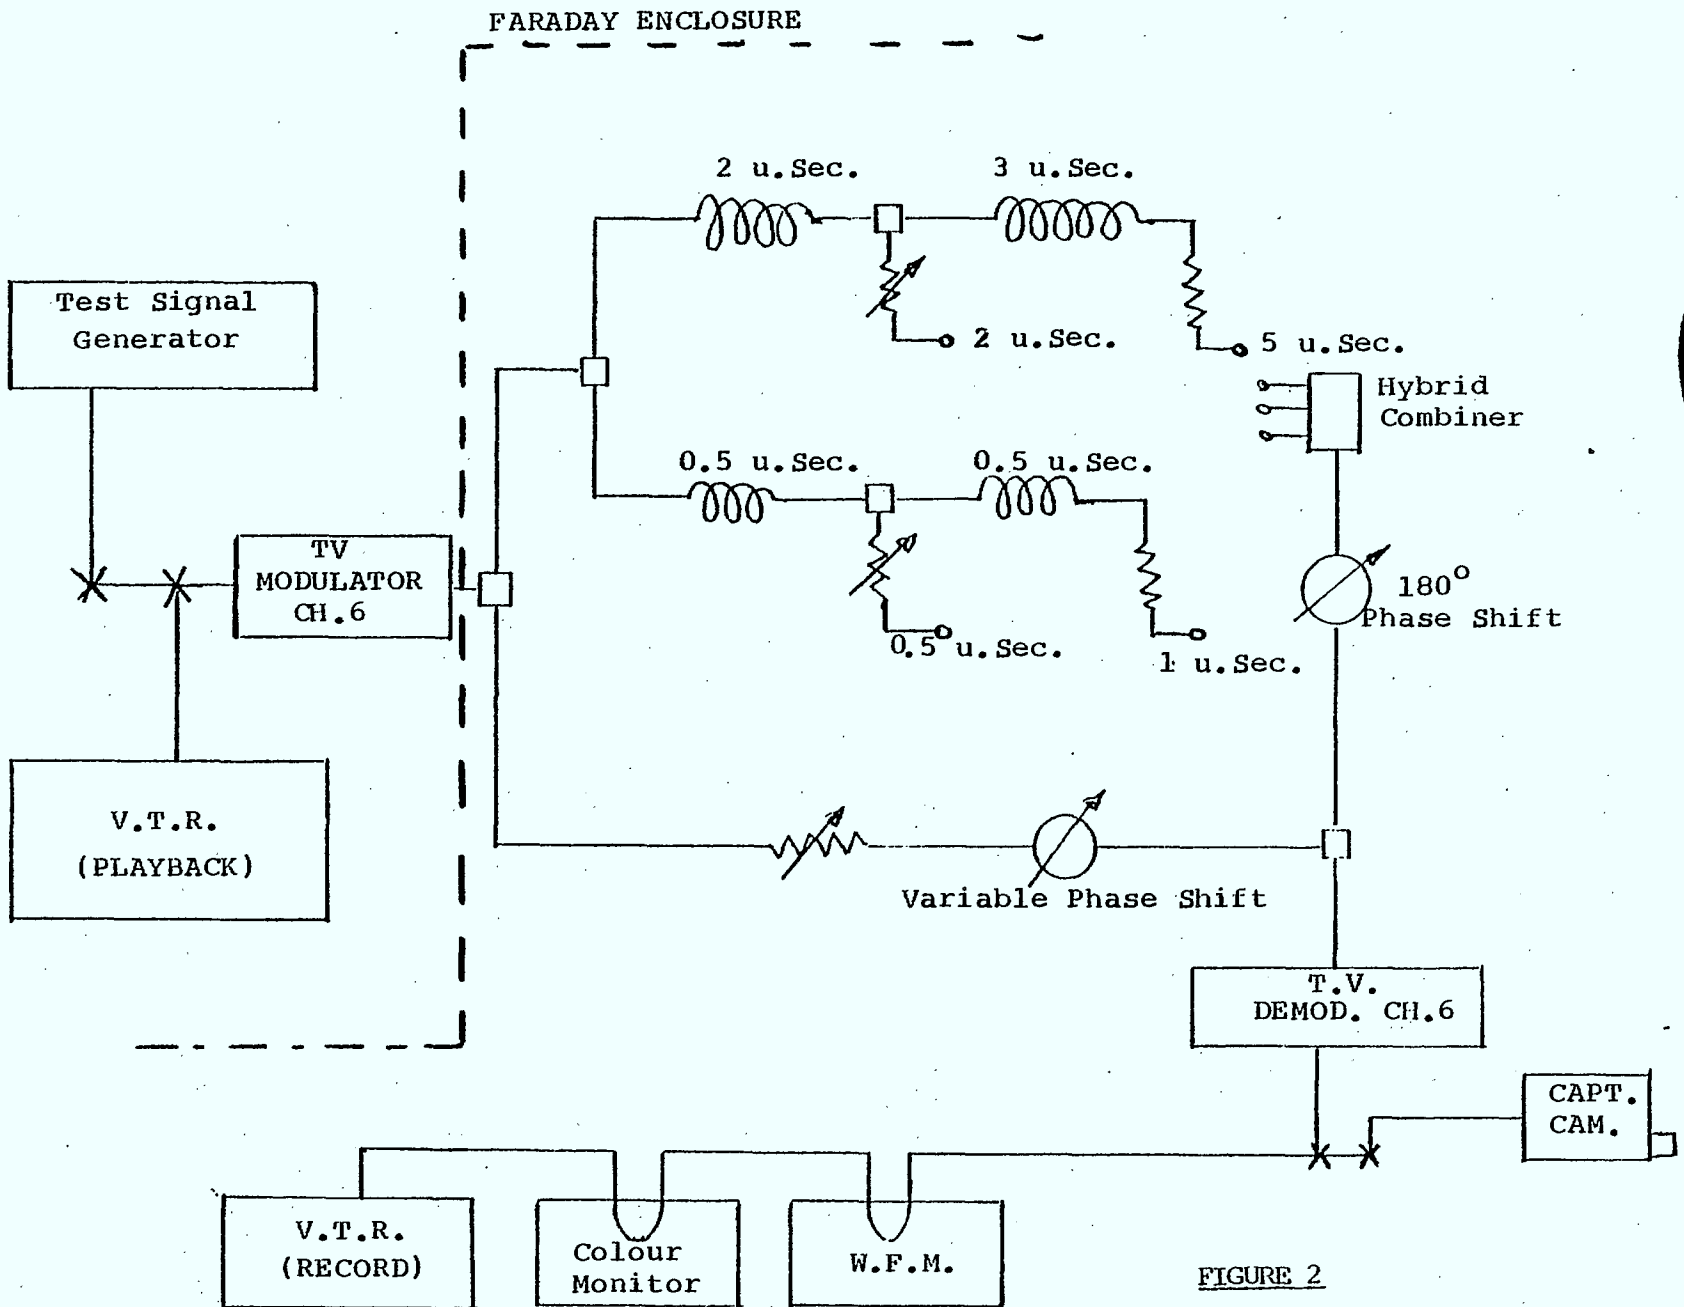 FARADAY ENCLOSURE
2 u.Sec.
3 u.Sec.
Test Signal
Generator
2 u.Sec.
5 u.Sec.
Hybrid
Combiner
0.5 u.Sec.
0.5 u.Sec.
TV
MODULATOR
CH.6
180°
Phase Shift
0.5 u.Sec.
1 u.Sec.
V.T.R.
(PLAYBACK)
Variable Phase Shift
T.V.
DEMOD. CH.6
CAPT.
CAM.
V.T.R.
(RECORD)
Colour
Monitor
W.F.M.
FIGURE 2